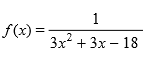 f(x) = 1 / (3x² + 3x − 18)